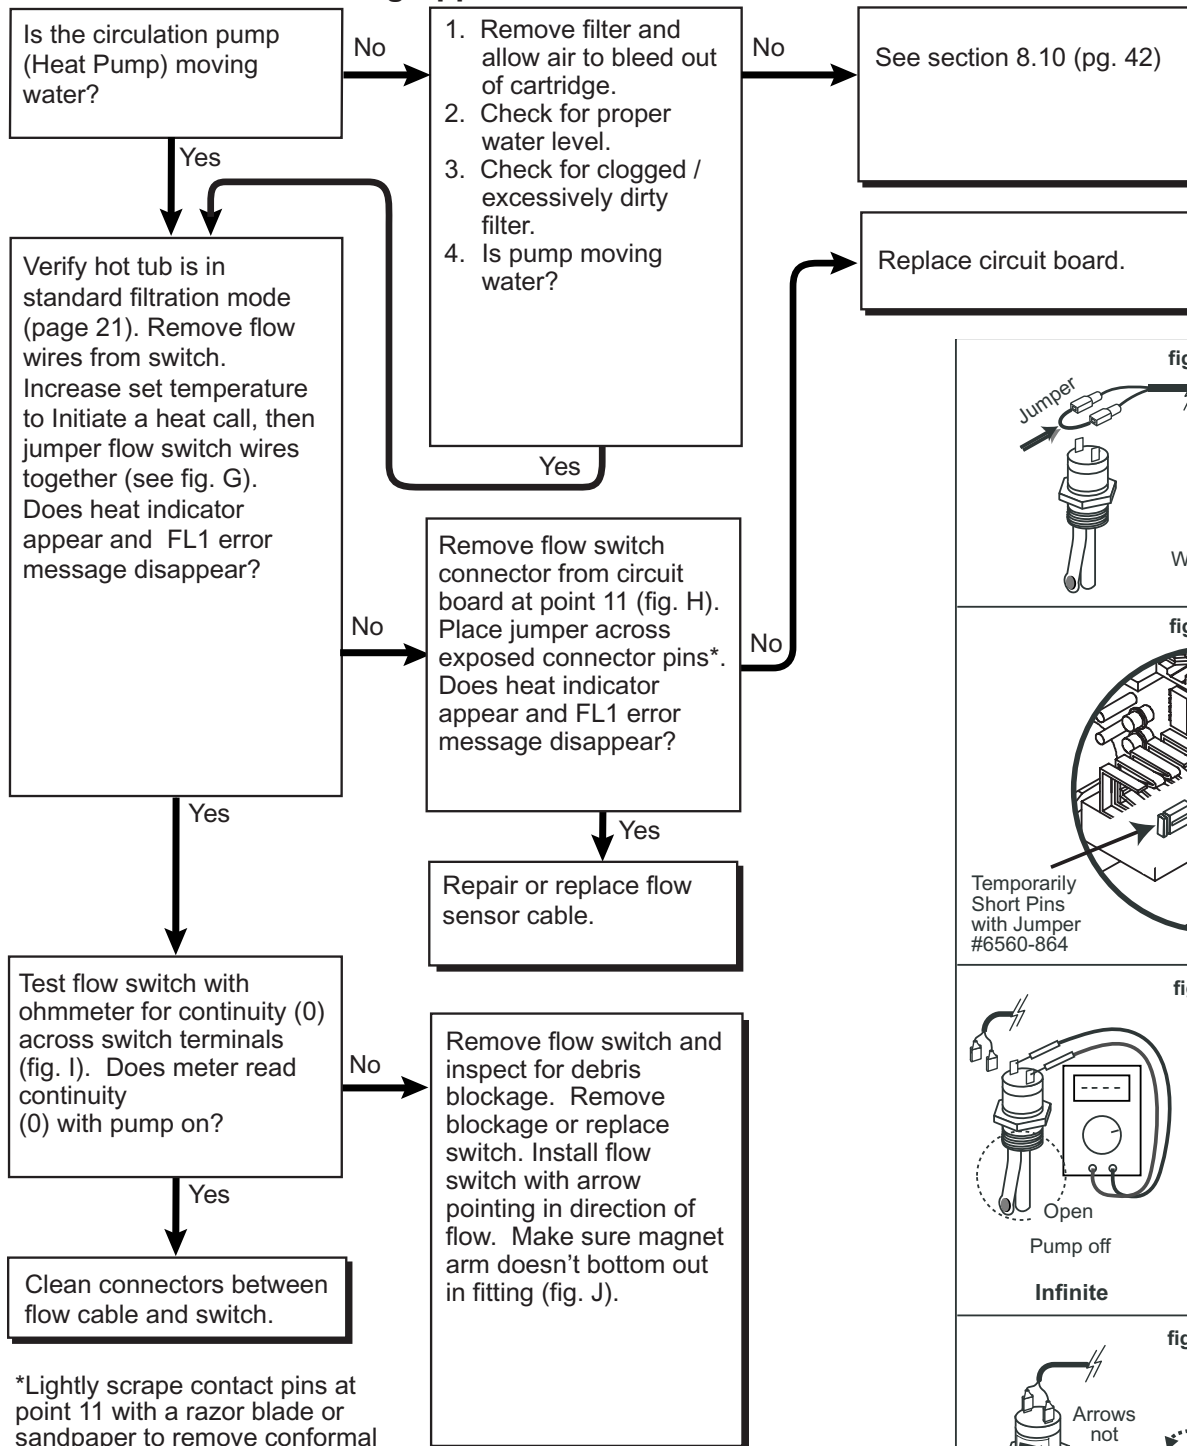 Is the circulation pump
(Heat Pump) moving
water?
No
1. Remove filter and
allow air to bleed out
of cartridge.
2. Check for proper
water level.
3. Check for clogged /
excessively dirty
filter.
4. Is pump moving
water?
No
See section 8.10 (pg. 42)
Yes
Yes
Verify hot tub is in
standard filtration mode
(page 21). Remove flow
wires from switch.
Increase set temperature
to Initiate a heat call, then
jumper flow switch wires
together (see fig. G).
Does heat indicator
appear and FL1 error
message disappear?
No
Remove flow switch
connector from circuit
board at point 11 (fig. H).
Place jumper across
exposed connector pins*.
Does heat indicator
appear and FL1 error
message disappear?
No
Replace circuit board.
Yes
Repair or replace flow
sensor cable.
Yes
Test flow switch with
ohmmeter for continuity (0)
across switch terminals
(fig. I). Does meter read
continuity
(0) with pump on?
No
Remove flow switch and
inspect for debris
blockage. Remove
blockage or replace
switch. Install flow
switch with arrow
pointing in direction of
flow. Make sure magnet
arm doesn't bottom out
in fitting (fig. J).
Yes
Clean connectors between
flow cable and switch.
*Lightly scrape contact pins at
point 11 with a razor blade or
sandpaper to remove conformal
fig
Jumper
W
fig
Temporarily
Short Pins
with Jumper
#6560-864
fig
Open
Pump off
Infinite
fig
Arrows
not